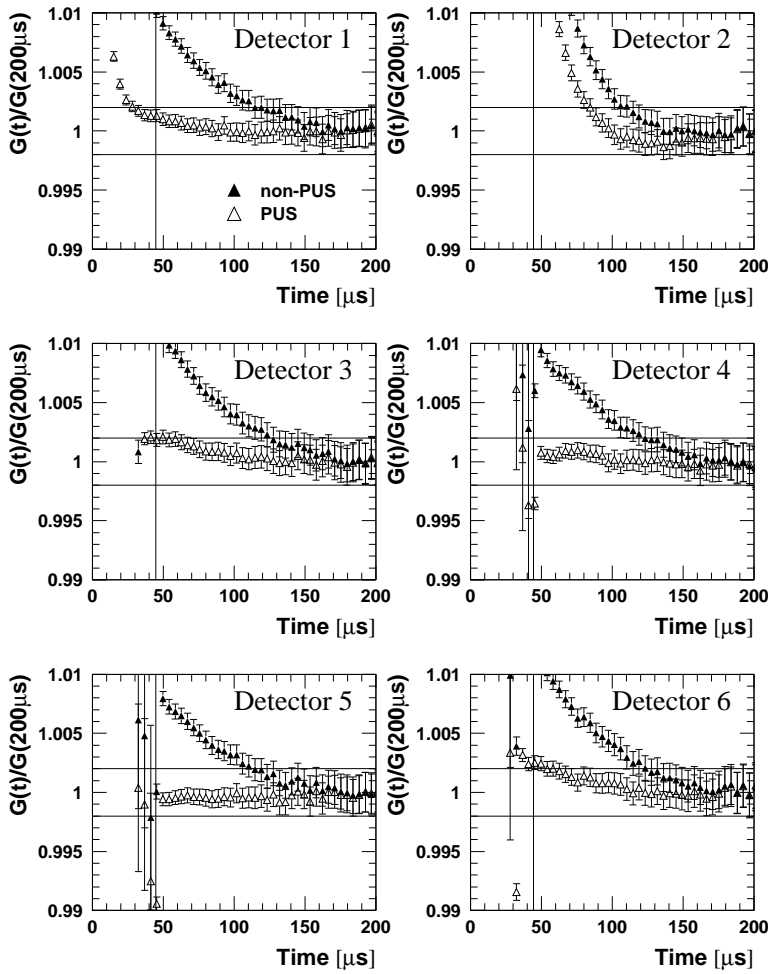 G(t)/G(200μs)
1.01
1.005
1
0.995
0.99
Detector 1
non-PUS
PUS
0 50 100 150 200
Time [μs]
G(t)/G(200μs)
1.01
1.005
1
0.995
0.99
Detector 2
0 50 100 150 200
Time [μs]
G(t)/G(200μs)
1.01
1.005
1
0.995
0.99
Detector 3
0 50 100 150 200
Time [μs]
G(t)/G(200μs)
1.01
1.005
1
0.995
0.99
Detector 4
0 50 100 150 200
Time [μs]
G(t)/G(200μs)
1.01
1.005
1
0.995
0.99
Detector 5
0 50 100 150 200
Time [μs]
G(t)/G(200μs)
1.01
1.005
1
0.995
0.99
Detector 6
0 50 100 150 200
Time [μs]